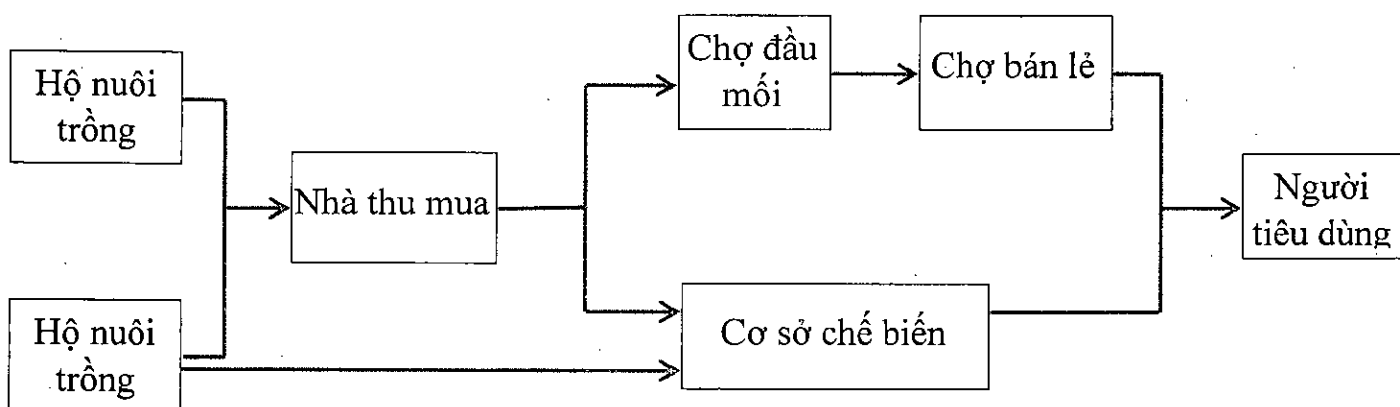 Hộ nuôi
trồng
Nhà thu mua
Chợ đầu
mối
Chợ bán lẻ
Người
tiêu dùng
Hộ nuôi
trồng
Cơ sở chế biến